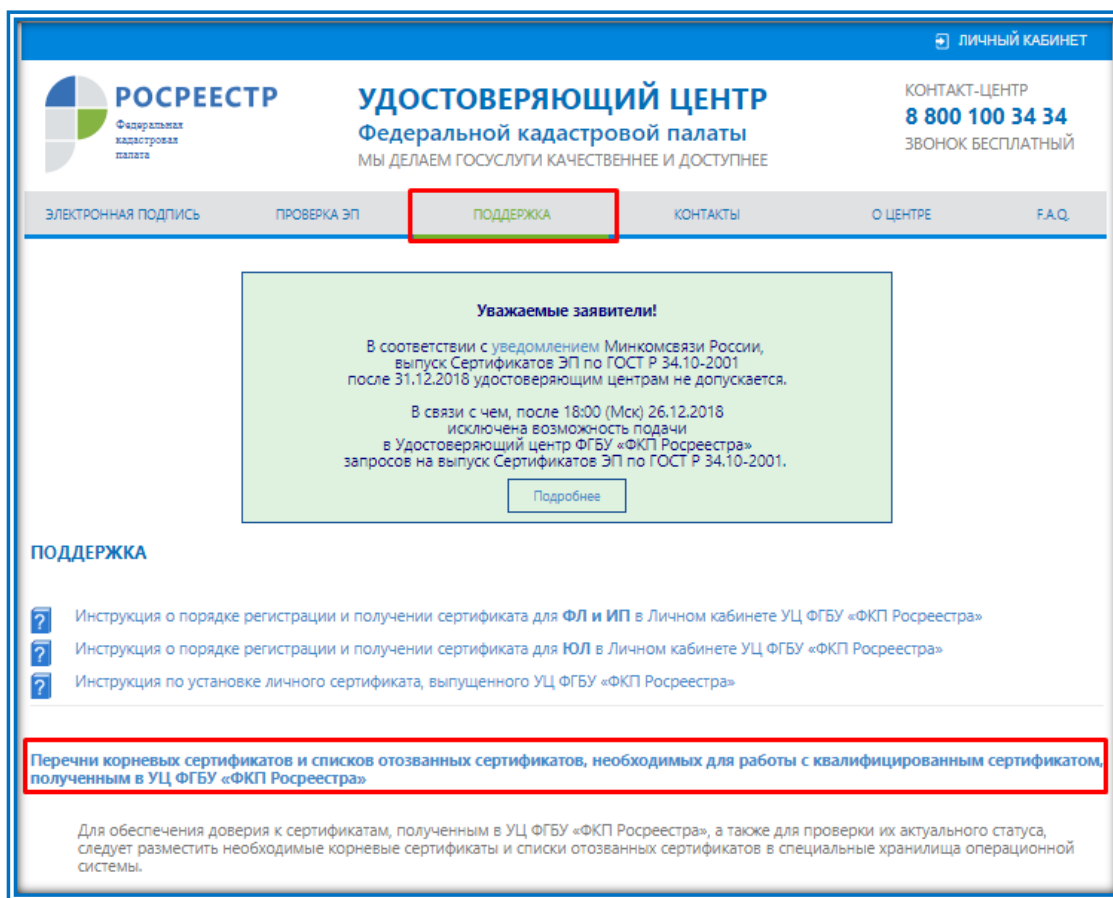 ЛИЧНЫЙ КАБИНЕТ
РОСРЕЕСТР
Федеральная
кадастровая
палата
УДОСТОВЕРЯЮЩИЙ ЦЕНТР
Федеральной кадастровой палаты
МЫ ДЕЛАЕМ ГОСУСЛУГИ КАЧЕСТВЕННЕЕ И ДОСТУПНЕЕ
КОНТАКТ-ЦЕНТР
8 800 100 34 34
ЗВОНОК БЕСПЛАТНЫЙ
ЭЛЕКТРОННАЯ ПОДПИСЬ ПРОВЕРКА ЭП ПОДДЕРЖКА КОНТАКТЫ О ЦЕНТРЕ F.A.Q.
Уважаемые заявители!
В соответствии с уведомлением Минкомсвязи России,
выпуск Сертификатов ЭП по ГОСТ Р 34.10-2001
после 31.12.2018 удостоверяющим центрам не допускается.
В связи с чем, после 18:00 (Мск) 26.12.2018
исключена возможность подачи
в Удостоверяющий центр ФГБУ «ФКП Росреестра»
запросов на выпуск Сертификатов ЭП по ГОСТ Р 34.10-2001.
Подробнее
ПОДДЕРЖКА
Инструкция о порядке регистрации и получении сертификата для ФЛ и ИП в Личном кабинете УЦ ФГБУ «ФКП Росреестра»
Инструкция о порядке регистрации и получении сертификата для ЮЛ в Личном кабинете УЦ ФГБУ «ФКП Росреестра»
Инструкция по установке личного сертификата, выпущенного УЦ ФГБУ «ФКП Росреестра»
Перечни корневых сертификатов и списков отозванных сертификатов, необходимых для работы с квалифицированным сертификатом,
полученным в УЦ ФГБУ «ФКП Росреестра»
Для обеспечения доверия к сертификатам, полученным в УЦ ФГБУ «ФКП Росреестра», а также для проверки их актуального статуса,
следует разместить необходимые корневые сертификаты и списки отозванных сертификатов в специальные хранилища операционной
системы.